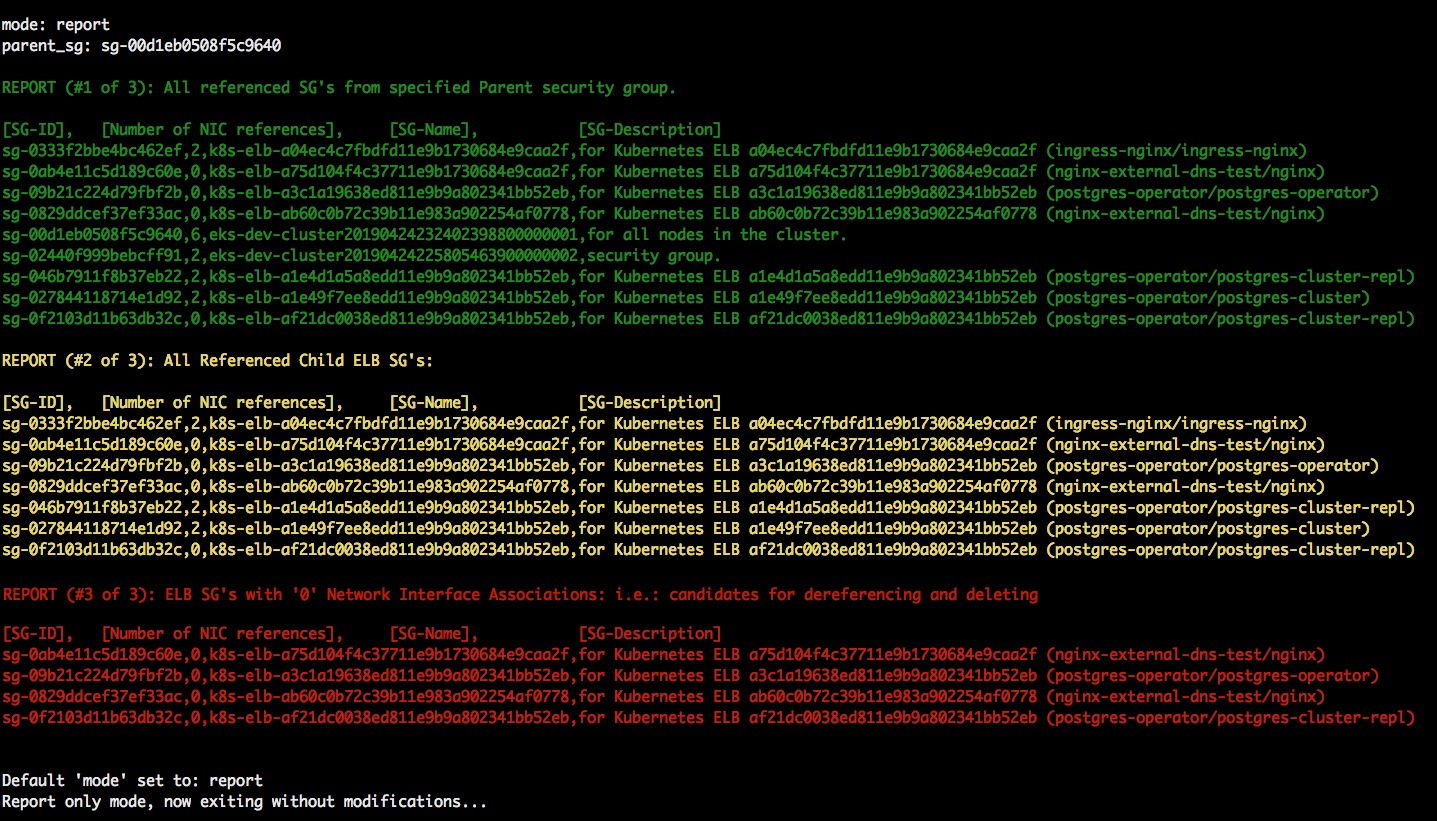 mode: report
parent_sg: sg-00d1eb0508f5c9640
REPORT (#1 of 3): All referenced SG's from specified Parent security group.
[SG-ID],   [Number of NIC references],     [SG-Name],           [SG-Description]
sg-0333f2bbe4bc462ef,2,k8s-elb-a04ec4c7fbdfd11e9b1730684e9caa2f,for Kubernetes ELB a04ec4c7fbdfd11e9b1730684e9caa2f (ingress-nginx/ingress-nginx)
sg-0ab4e11c5d189c60e,0,k8s-elb-a75d104f4c37711e9b1730684e9caa2f,for Kubernetes ELB a75d104f4c37711e9b1730684e9caa2f (nginx-external-dns-test/nginx)
sg-09b21c224d79fbf2b,0,k8s-elb-a3c1a19638ed811e9b9a802341bb52eb,for Kubernetes ELB a3c1a19638ed811e9b9a802341bb52eb (postgres-operator/postgres-operator)
sg-0829ddcef37ef33ac,0,k8s-elb-ab60c0b72c39b11e983a902254af0778,for Kubernetes ELB ab60c0b72c39b11e983a902254af0778 (nginx-external-dns-test/nginx)
sg-00d1eb0508f5c9640,6,eks-dev-cluster20190424232402398800000001,for all nodes in the cluster.
sg-02440f999bebcff91,2,eks-dev-cluster20190424225805463900000002,security group.
sg-046b7911f8b37eb22,2,k8s-elb-a1e4d1a5a8edd11e9b9a802341bb52eb,for Kubernetes ELB a1e4d1a5a8edd11e9b9a802341bb52eb (postgres-operator/postgres-cluster-repl)
sg-027844118714e1d92,2,k8s-elb-a1e49f7ee8edd11e9b9a802341bb52eb,for Kubernetes ELB a1e49f7ee8edd11e9b9a802341bb52eb (postgres-operator/postgres-cluster)
sg-0f2103d11b63db32c,0,k8s-elb-af21dc0038ed811e9b9a802341bb52eb,for Kubernetes ELB af21dc0038ed811e9b9a802341bb52eb (postgres-operator/postgres-cluster-repl)
REPORT (#2 of 3): All Referenced Child ELB SG's:
[SG-ID],   [Number of NIC references],     [SG-Name],           [SG-Description]
sg-0333f2bbe4bc462ef,2,k8s-elb-a04ec4c7fbdfd11e9b1730684e9caa2f,for Kubernetes ELB a04ec4c7fbdfd11e9b1730684e9caa2f (ingress-nginx/ingress-nginx)
sg-0ab4e11c5d189c60e,0,k8s-elb-a75d104f4c37711e9b1730684e9caa2f,for Kubernetes ELB a75d104f4c37711e9b1730684e9caa2f (nginx-external-dns-test/nginx)
sg-09b21c224d79fbf2b,0,k8s-elb-a3c1a19638ed811e9b9a802341bb52eb,for Kubernetes ELB a3c1a19638ed811e9b9a802341bb52eb (postgres-operator/postgres-operator)
sg-0829ddcef37ef33ac,0,k8s-elb-ab60c0b72c39b11e983a902254af0778,for Kubernetes ELB ab60c0b72c39b11e983a902254af0778 (nginx-external-dns-test/nginx)
sg-046b7911f8b37eb22,2,k8s-elb-a1e4d1a5a8edd11e9b9a802341bb52eb,for Kubernetes ELB a1e4d1a5a8edd11e9b9a802341bb52eb (postgres-operator/postgres-cluster-repl)
sg-027844118714e1d92,2,k8s-elb-a1e49f7ee8edd11e9b9a802341bb52eb,for Kubernetes ELB a1e49f7ee8edd11e9b9a802341bb52eb (postgres-operator/postgres-cluster)
sg-0f2103d11b63db32c,0,k8s-elb-af21dc0038ed811e9b9a802341bb52eb,for Kubernetes ELB af21dc0038ed811e9b9a802341bb52eb (postgres-operator/postgres-cluster-repl)
REPORT (#3 of 3): ELB SG's with '0' Network Interface Associations: i.e.: candidates for dereferencing and deleting
[SG-ID],   [Number of NIC references],     [SG-Name],           [SG-Description]
sg-0ab4e11c5d189c60e,0,k8s-elb-a75d104f4c37711e9b1730684e9caa2f,for Kubernetes ELB a75d104f4c37711e9b1730684e9caa2f (nginx-external-dns-test/nginx)
sg-09b21c224d79fbf2b,0,k8s-elb-a3c1a19638ed811e9b9a802341bb52eb,for Kubernetes ELB a3c1a19638ed811e9b9a802341bb52eb (postgres-operator/postgres-operator)
sg-0829ddcef37ef33ac,0,k8s-elb-ab60c0b72c39b11e983a902254af0778,for Kubernetes ELB ab60c0b72c39b11e983a902254af0778 (nginx-external-dns-test/nginx)
sg-0f2103d11b63db32c,0,k8s-elb-af21dc0038ed811e9b9a802341bb52eb,for Kubernetes ELB af21dc0038ed811e9b9a802341bb52eb (postgres-operator/postgres-cluster-repl)
Default 'mode' set to: report
Report only mode, now exiting without modifications...